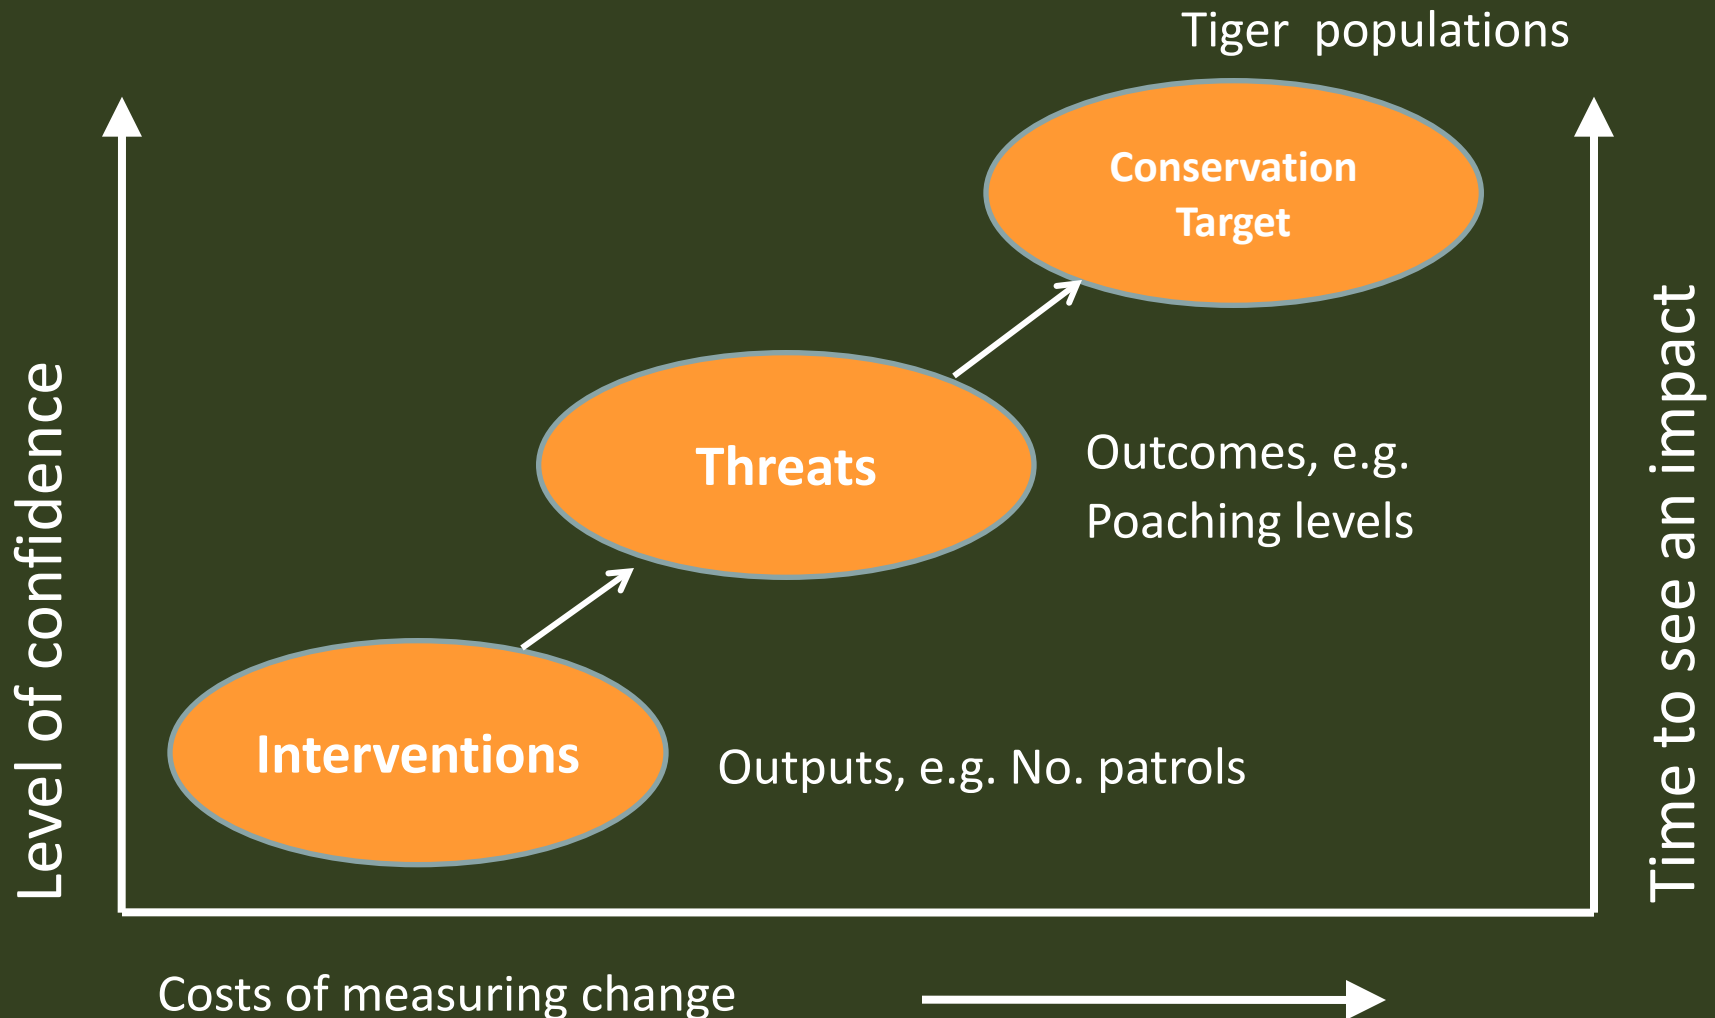 Tiger populations
Conservation
Target
Level of confidence
Time to see an impact
Threats
Outcomes, e.g.
Poaching levels
Interventions
Outputs, e.g. No. patrols
Costs of measuring change